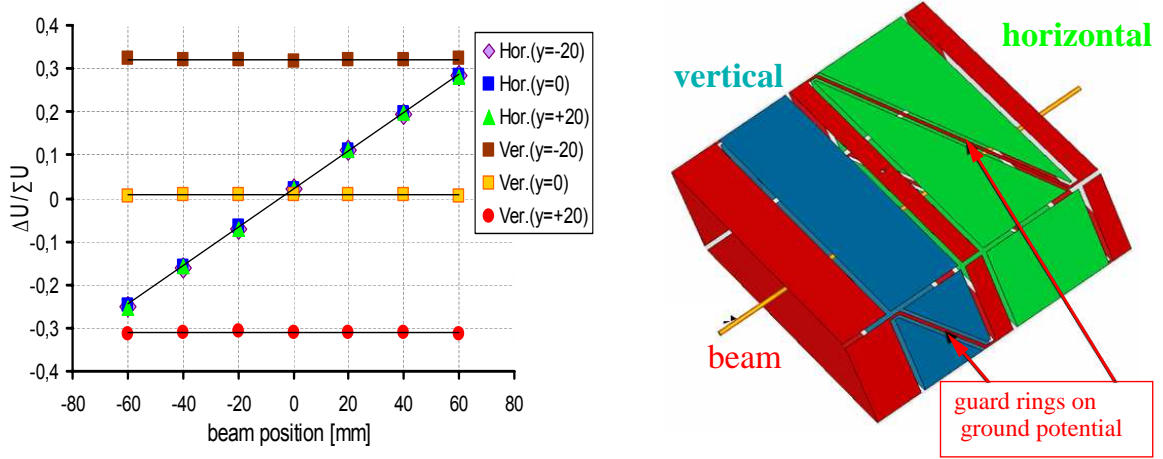 0,4
0,3
0,2
0,1
0
-0,1
-0,2
-0,3
-0,4
ΔU/ΣU
-80 -60 -40 -20 0 20 40 60 80
beam position [mm]
Hor.(y=-20)
Hor.(y=0)
Hor.(y=+20)
Ver.(y=-20)
Ver.(y=0)
Ver.(y=+20)
horizontal
vertical
beam
guard rings on
ground potential